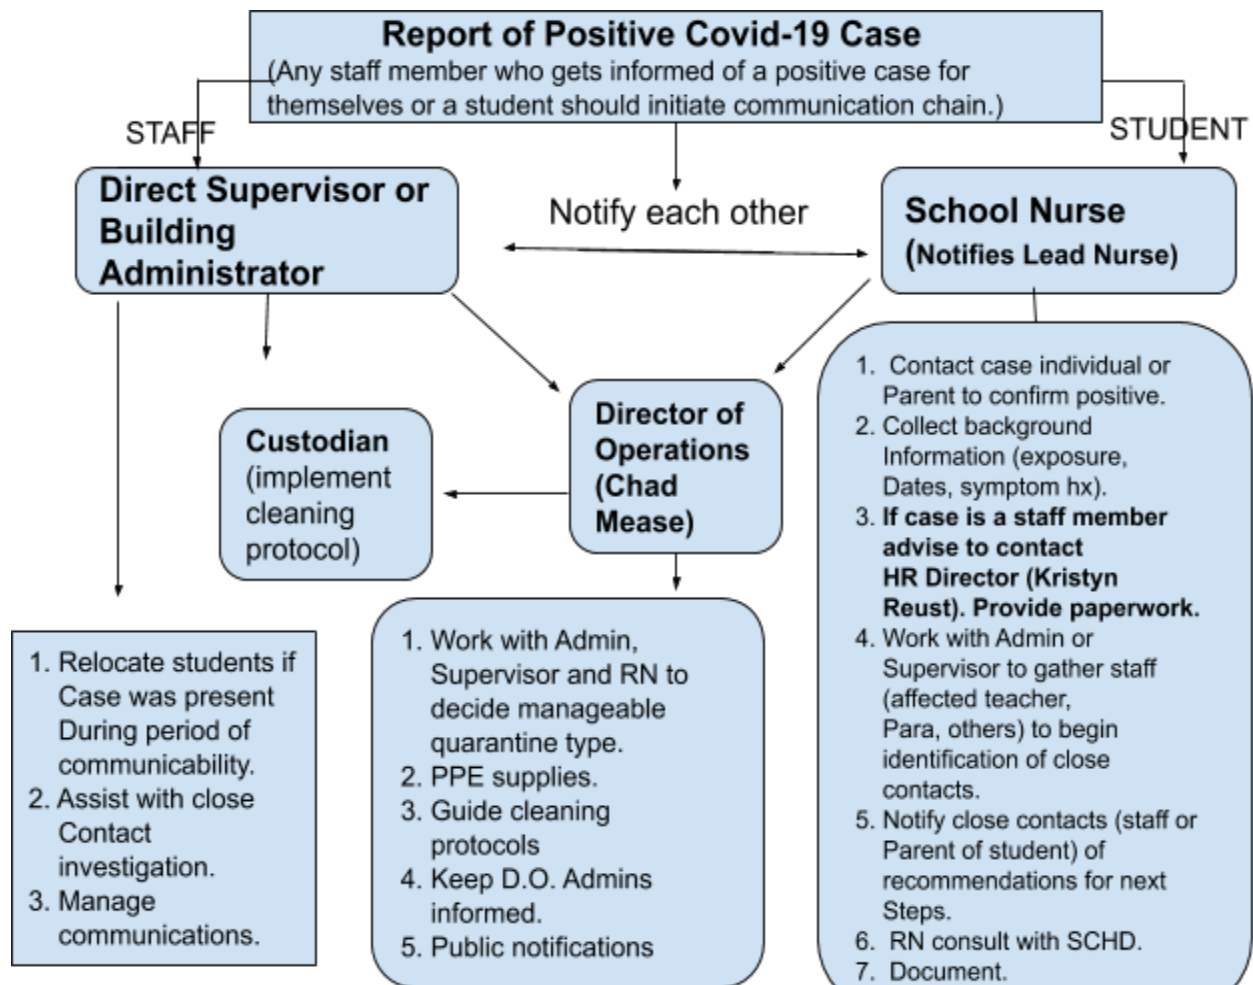 Report of Positive Covid-19 Case
(Any staff member who gets informed of a positive case for
themselves or a student should initiate communication chain.)
STAFF
STUDENT
Direct Supervisor or
Building
Administrator
Notify each other
School Nurse
(Notifies Lead Nurse)
Custodian
(implement
cleaning
protocol)
Director of
Operations
(Chad
Mease)
1. Relocate students if
Case was present
During period of
communicability.
2. Assist with close
Contact
investigation.
3. Manage
communications.
1. Work with Admin,
Supervisor and RN to
decide manageable
quarantine type.
2. PPE supplies.
3. Guide cleaning
protocols
4. Keep D.O. Admins
informed.
5. Public notifications
1. Contact case individual or
Parent to confirm positive.
2. Collect background
Information (exposure,
Dates, symptom hx).
3. If case is a staff member
advise to contact
HR Director (Kristyn
Reust). Provide paperwork.
4. Work with Admin or
Supervisor to gather staff
(affected teacher,
Para, others) to begin
identification of close
contacts.
5. Notify close contacts (staff or
Parent of student) of
recommendations for next
Steps.
6. RN consult with SCHD.
7. Document.